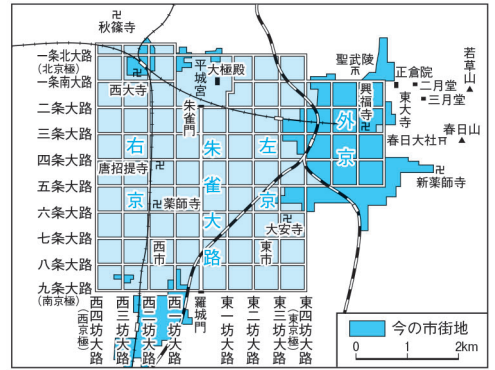 卍
秋篠寺
一条北大路
(北京極)
一条南大路
二条大路
三条大路
四条大路
五条大路
六条大路
七条大路
八条大路
九条大路
(南京極)
卍
西大寺
平城宮
大極殿
朱雀門
聖武陵
興福寺
卍
正倉院
二月堂
三月堂
東大寺
若草山
春日山
春日大社
新薬師寺
卍
外京
左京
朱雀大路
右京
唐招提寺
卍
卍薬師寺
卍
大安寺
西市
東市
羅城門
西四坊大路
(西京極)
西三坊大路
西二坊大路
西一坊大路
東一坊大路
東二坊大路
東三坊大路
東四坊大路
(東京極)
今の市街地
0 1 2km